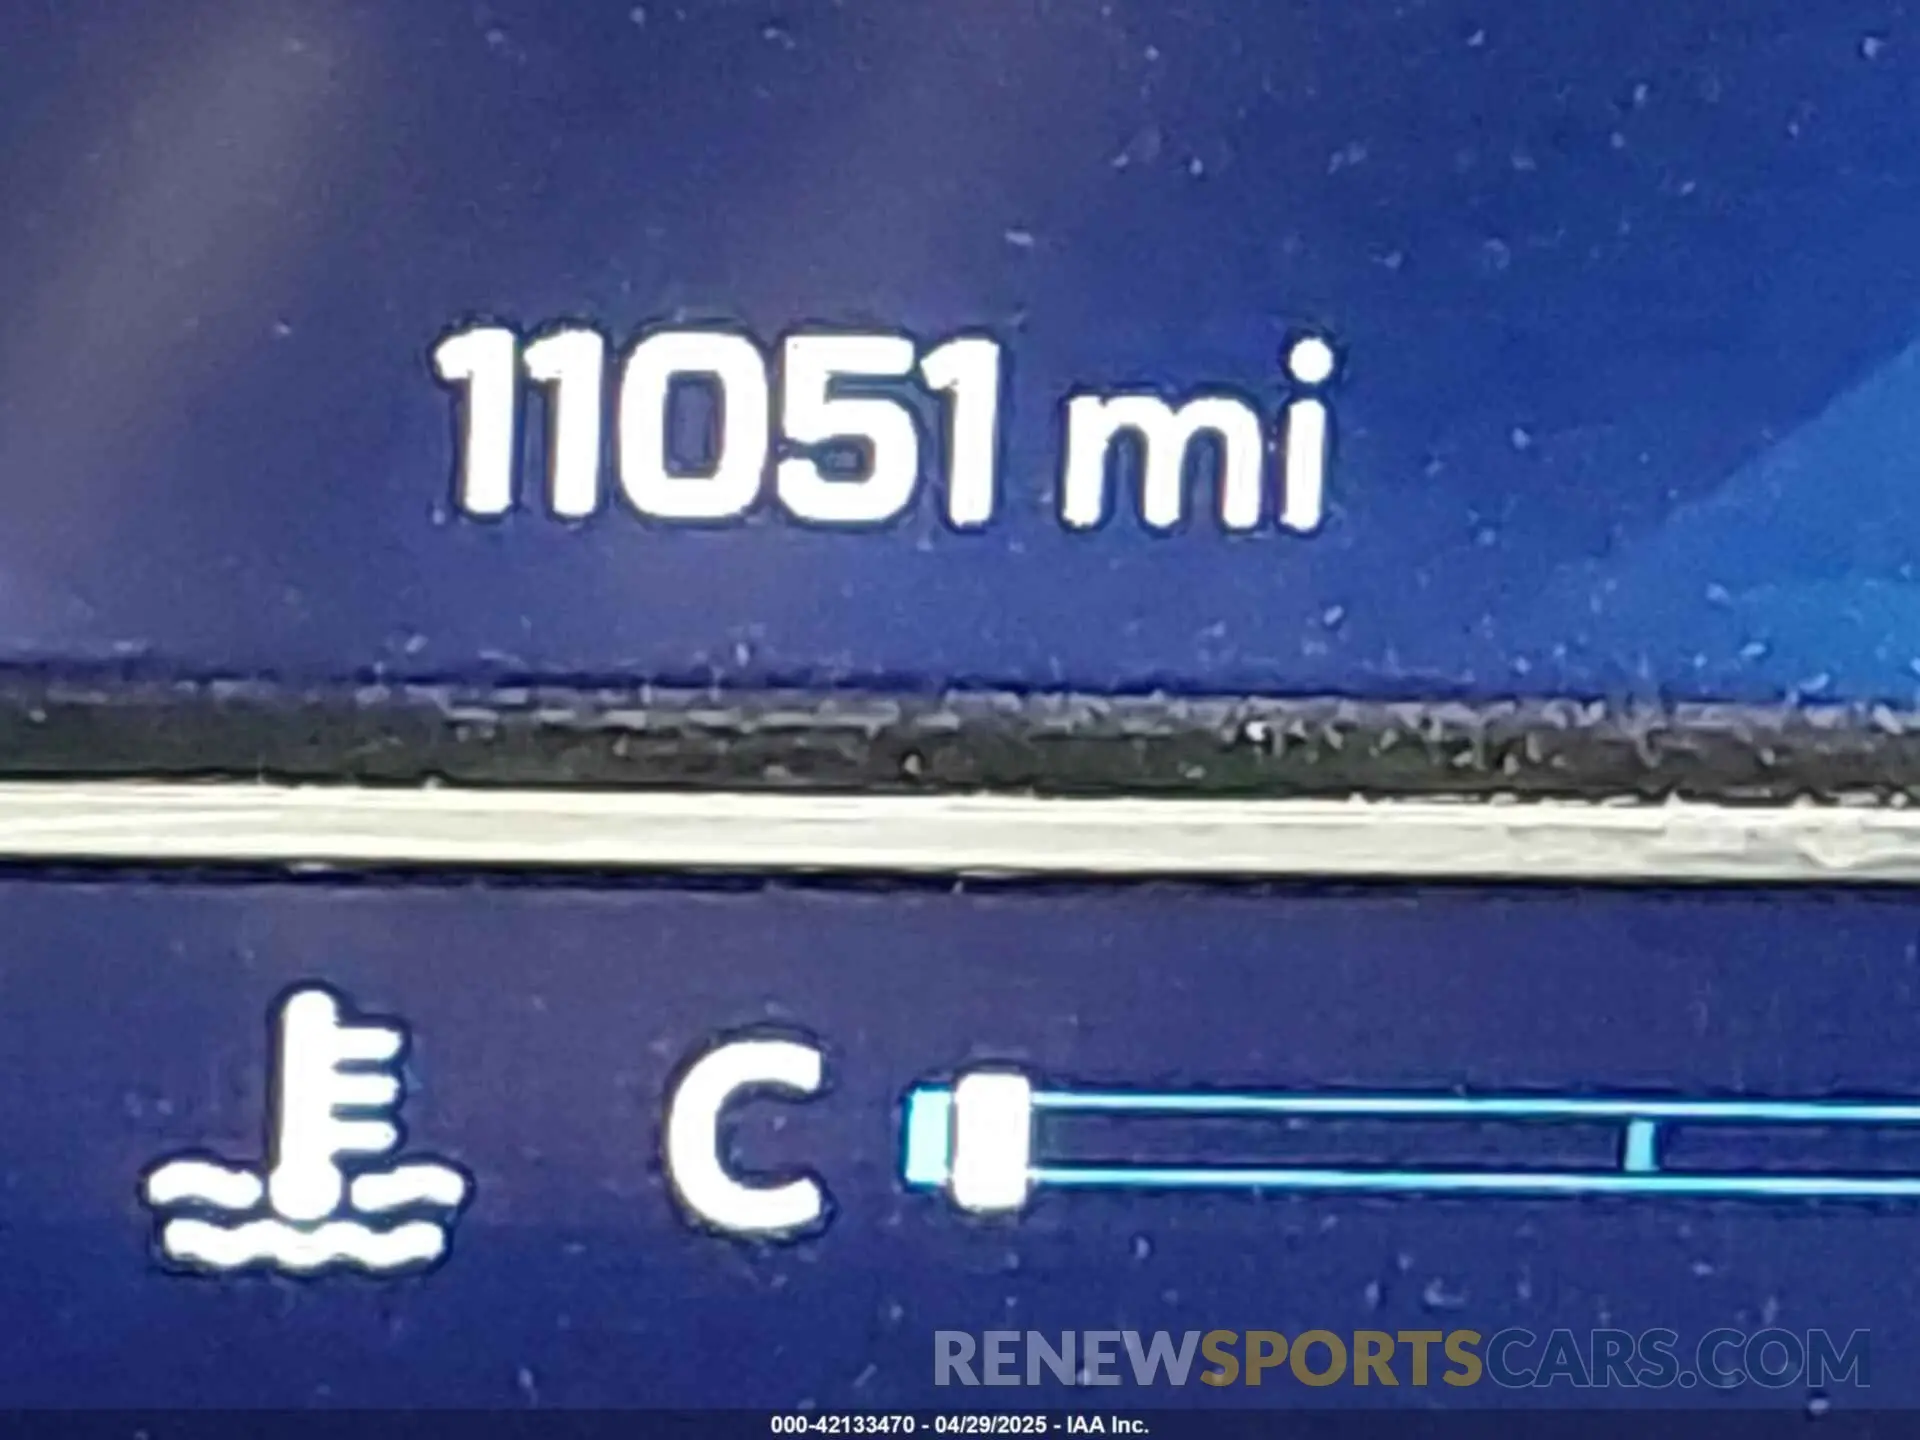 11051 mi
C
RENEWSPORTSCARS.COM
000-42133470 - 04/29/2025 - IAA Inc.